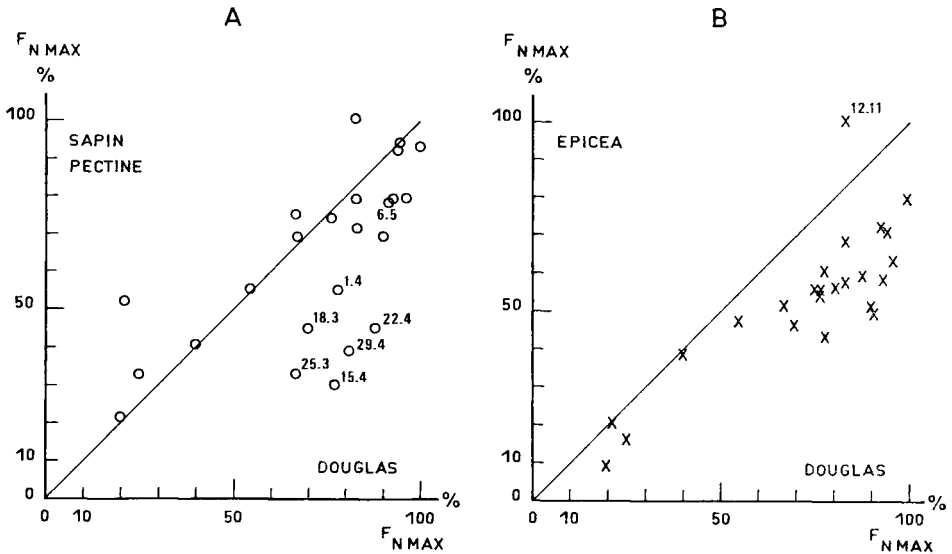 A
F N MAX
%
100
SAPIN
PECTINE
6.5
1.4
50
18.3
22.4
29.4
25.3
15.4
10
DOUGLAS
0
%
0 10 50 100
F N MAX
B
F N MAX
%
100
12.11
EPICEA
50
10
DOUGLAS
0
%
0 10 50 100
F N MAX